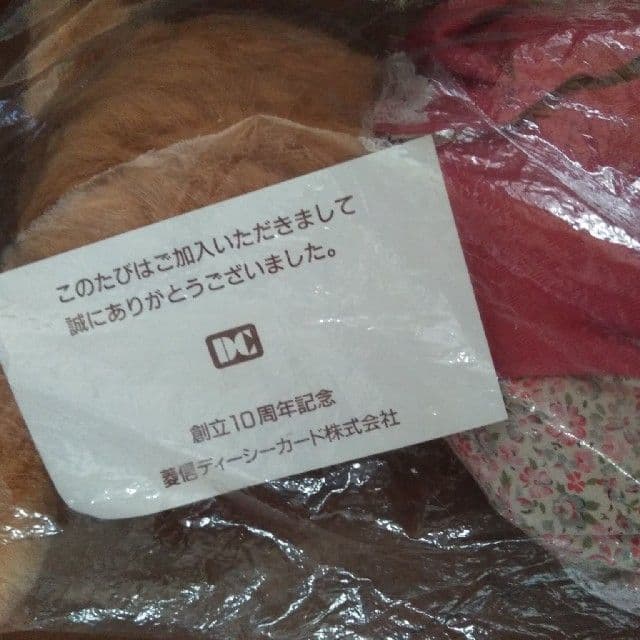 このたびはご加入いただきまして
誠にありがとうございました。
DC
創立10周年記念
菱信ディーシーカード株式会社